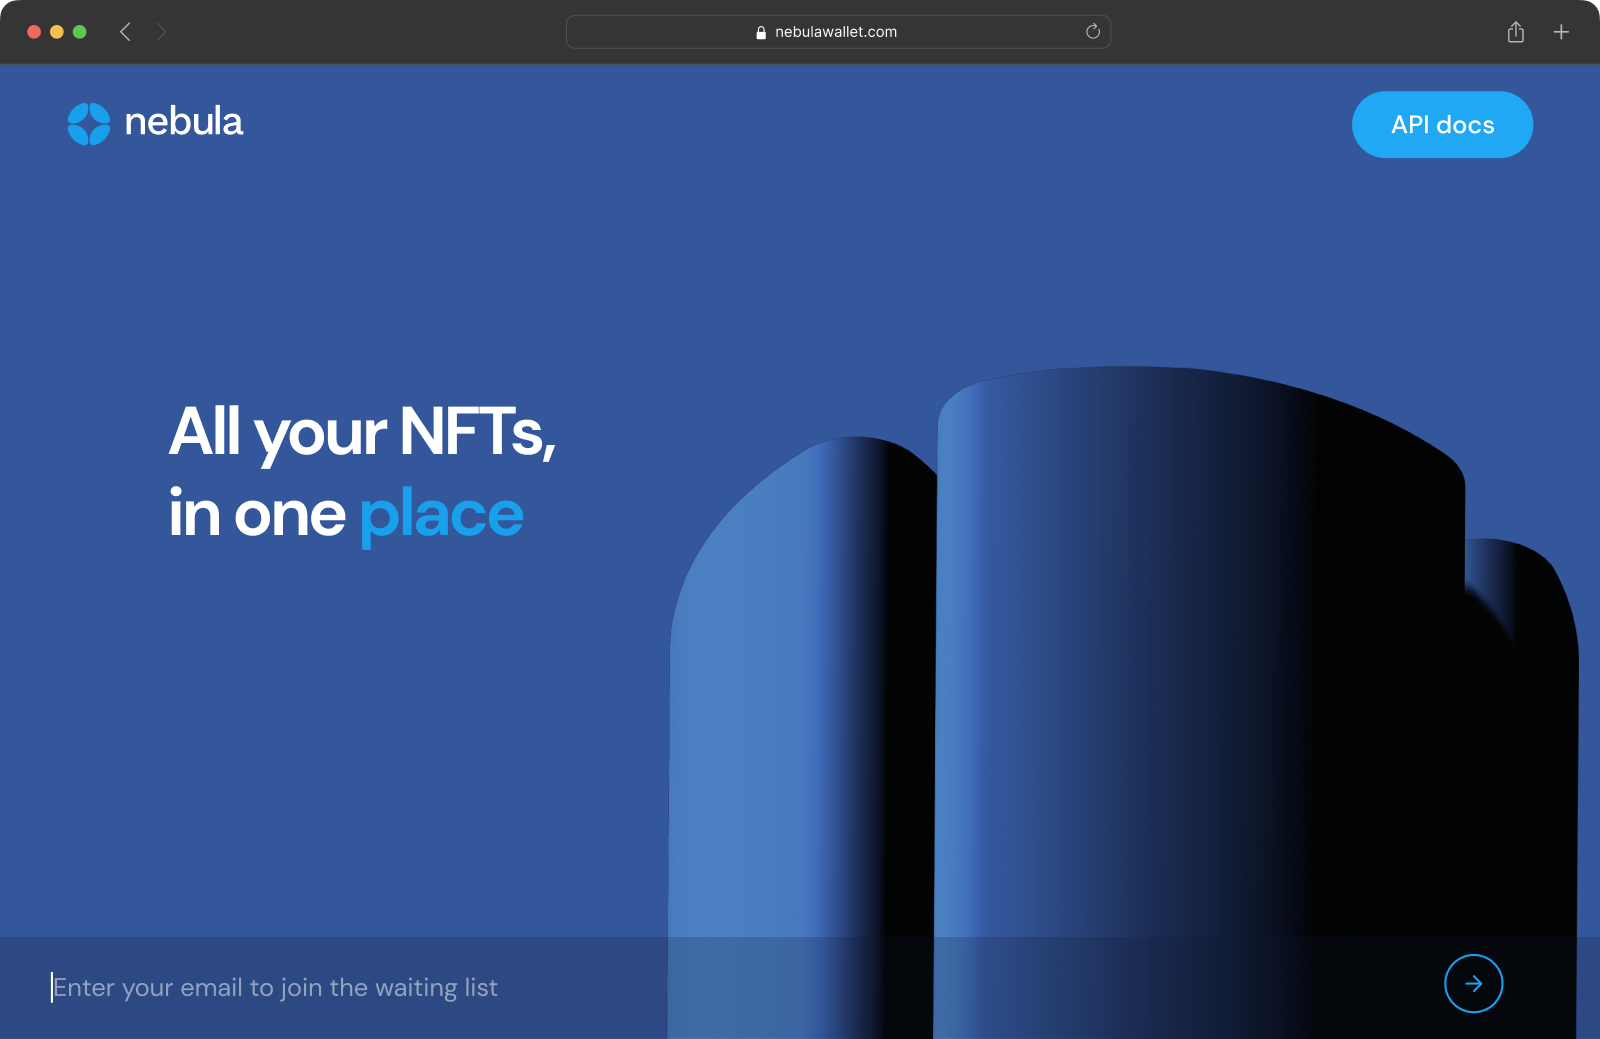 nebulawallet.com
nebula
API docs
All your NFTs,
in one place
Enter your email to join the waiting list